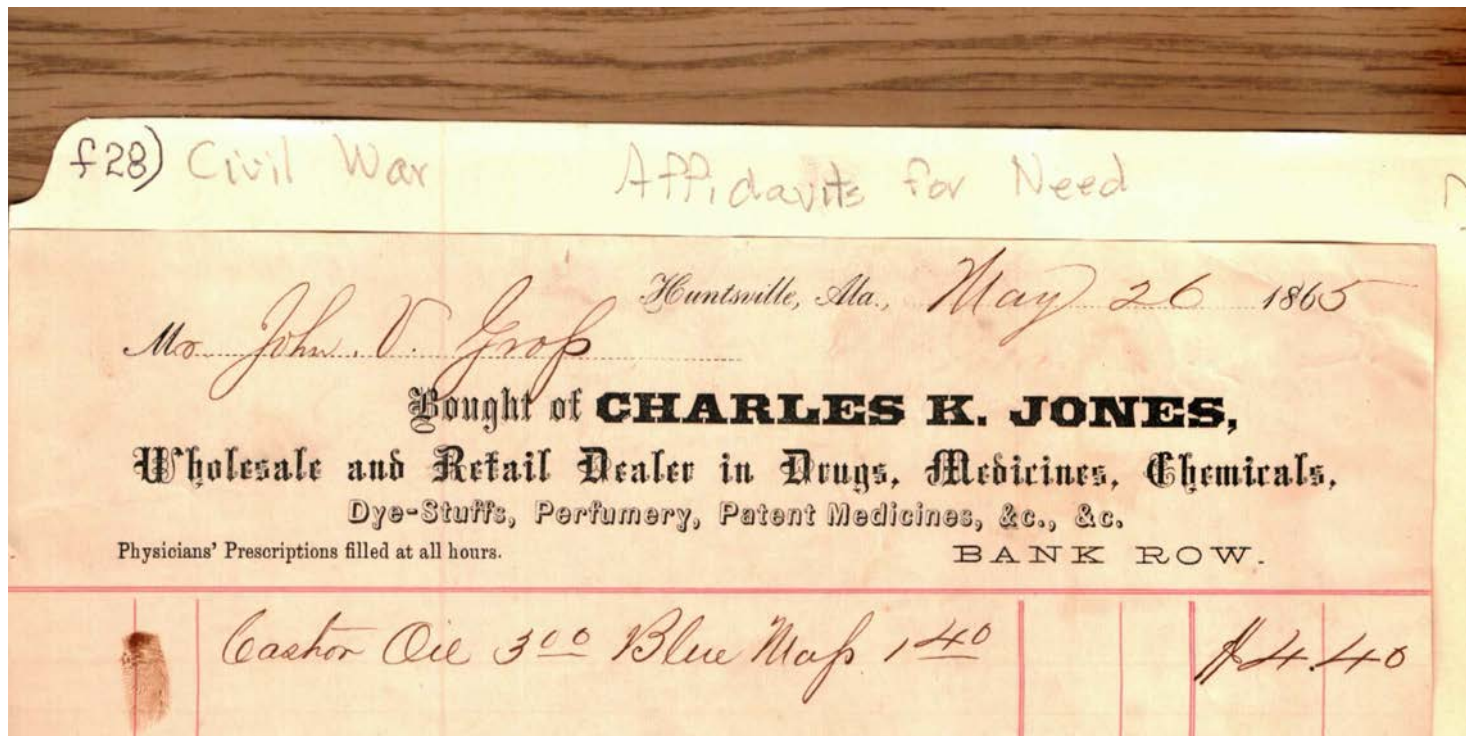 f28) Civil War Affidavits for Need
Huntsville, Ala., May 26 1865
Mr John. V. Groſs
Bought of CHARLES K. JONES,
Wholesale and Retail Dealer in Drugs, Medicines, Chemicals,
Dye-Stuffs, Perfumery, Patent Medicines, &c., &c.
Physicians' Prescriptions filled at all hours. BANK ROW.
Castor Oil 3 00 Blue Maſs 1 40 $4.40